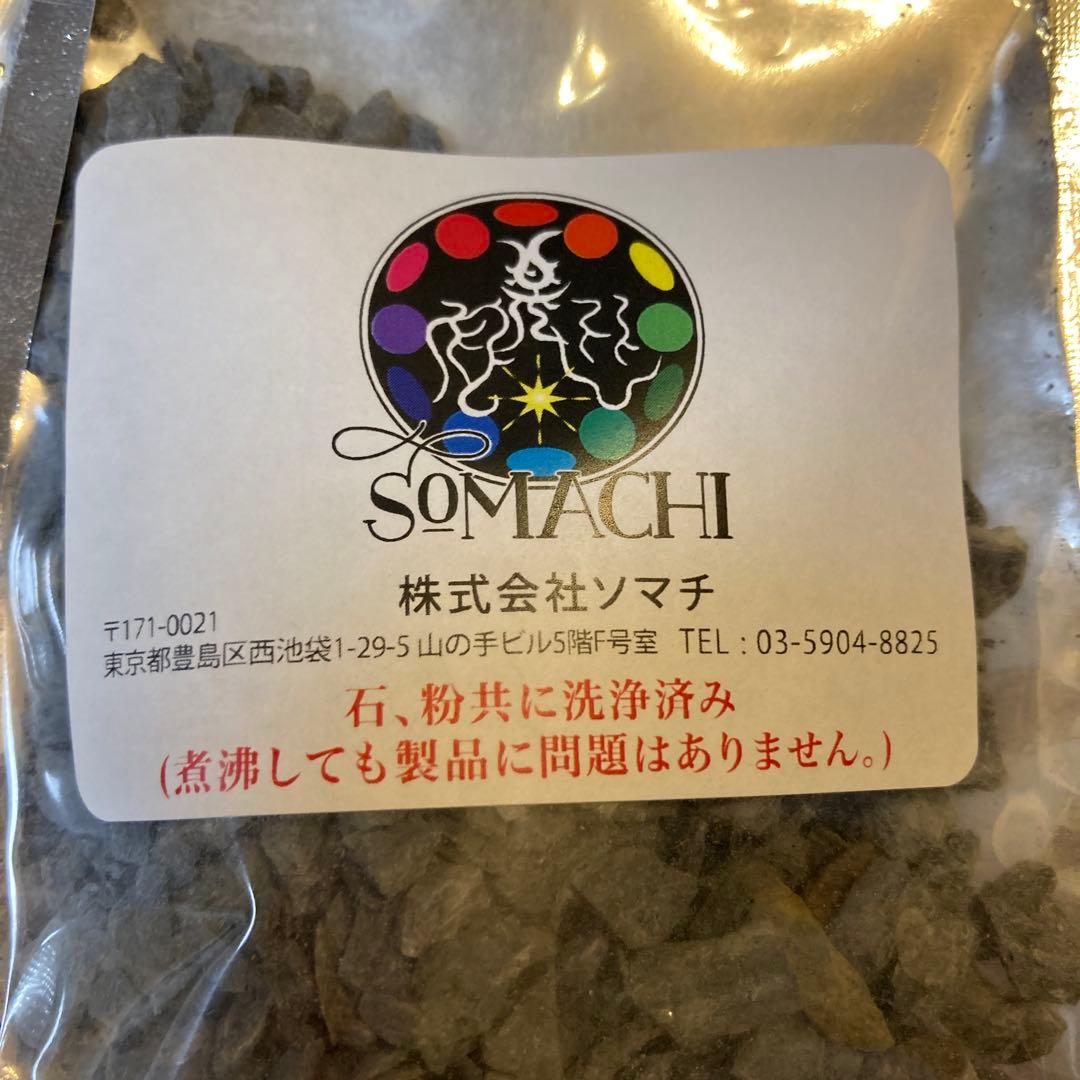 SOMACHI
株式会社ソマチ
〒171-0021
東京都豊島区西池袋1-29-5 山の手ビル5階F号室 TEL : 03-5904-8825
石、粉共に洗浄済み
(煮沸しても製品に問題はありません。)